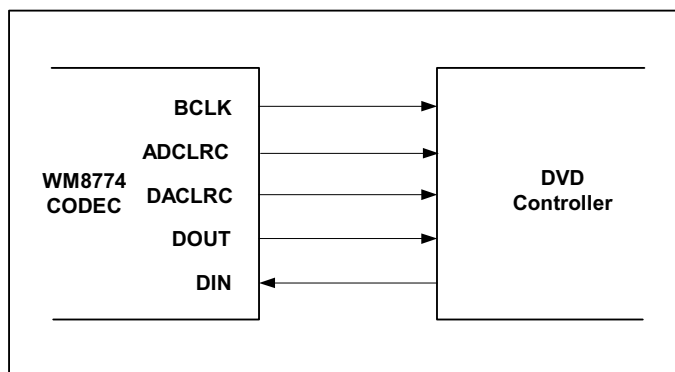 BCLK
ADCLRC
WM8774
CODEC
DACLRC
DOUT
DIN
DVD
Controller